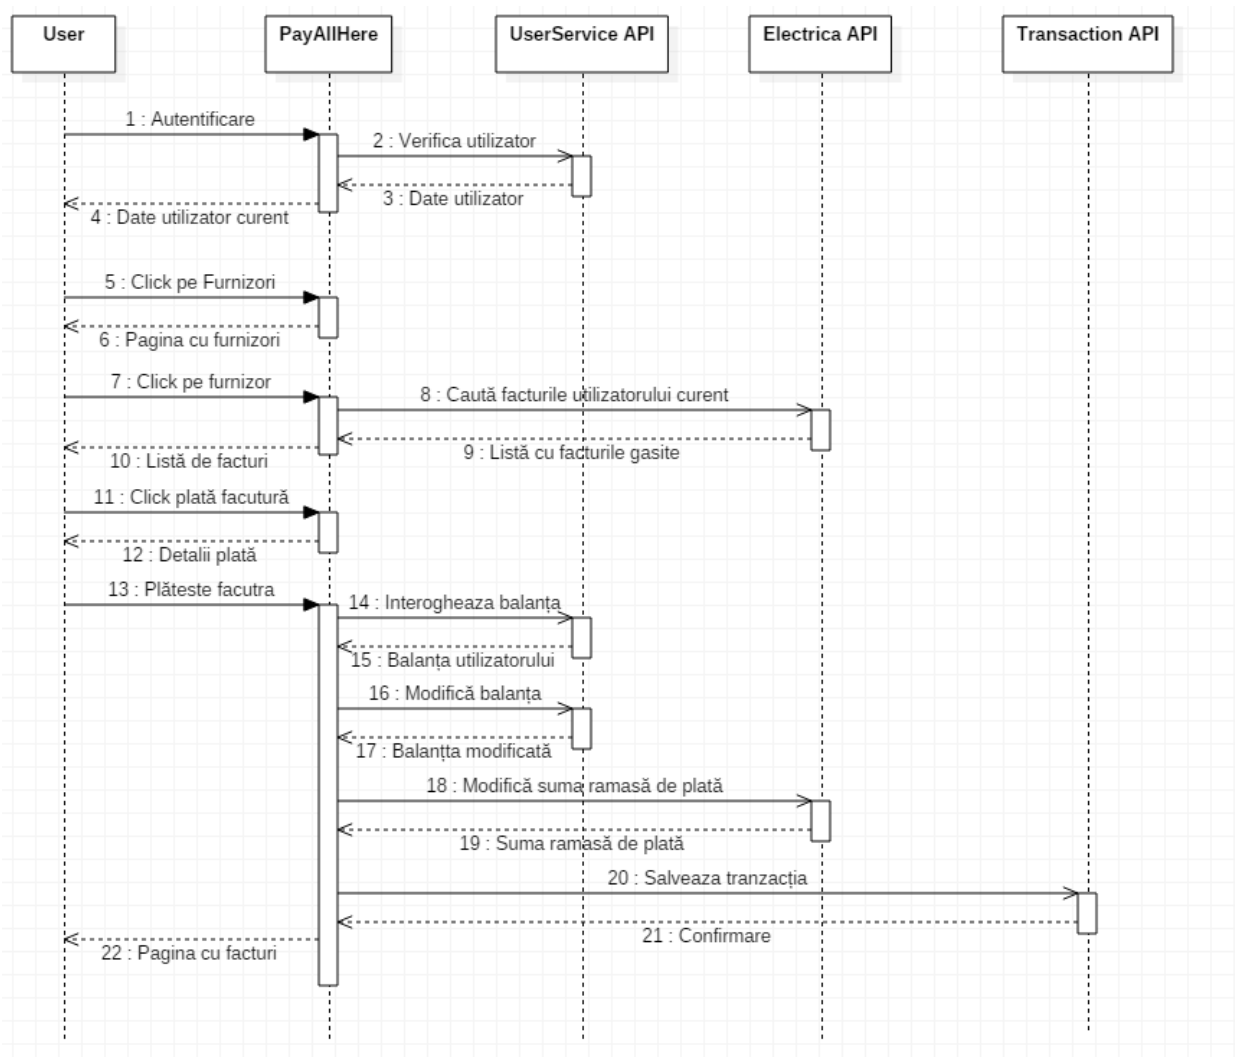 User
PayAllHere
UserService API
Electrica API
Transaction API
1 : Autentificare
2 : Verifica utilizator
3 : Date utilizator
4 : Date utilizator curent
5 : Click pe Furnizori
6 : Pagina cu furnizori
7 : Click pe furnizor
8 : Caută facturile utilizatorului curent
9 : Listă cu facturile gasite
10 : Listă de facturi
11 : Click plată facutură
12 : Detalii plată
13 : Plăteste facutra
14 : Interogheaza balanța
15 : Balanța utilizatorului
16 : Modifică balanța
17 : Balanțta modificată
18 : Modifică suma ramasă de plată
19 : Suma ramasă de plată
20 : Salveaza tranzacția
21 : Confirmare
22 : Pagina cu facturi